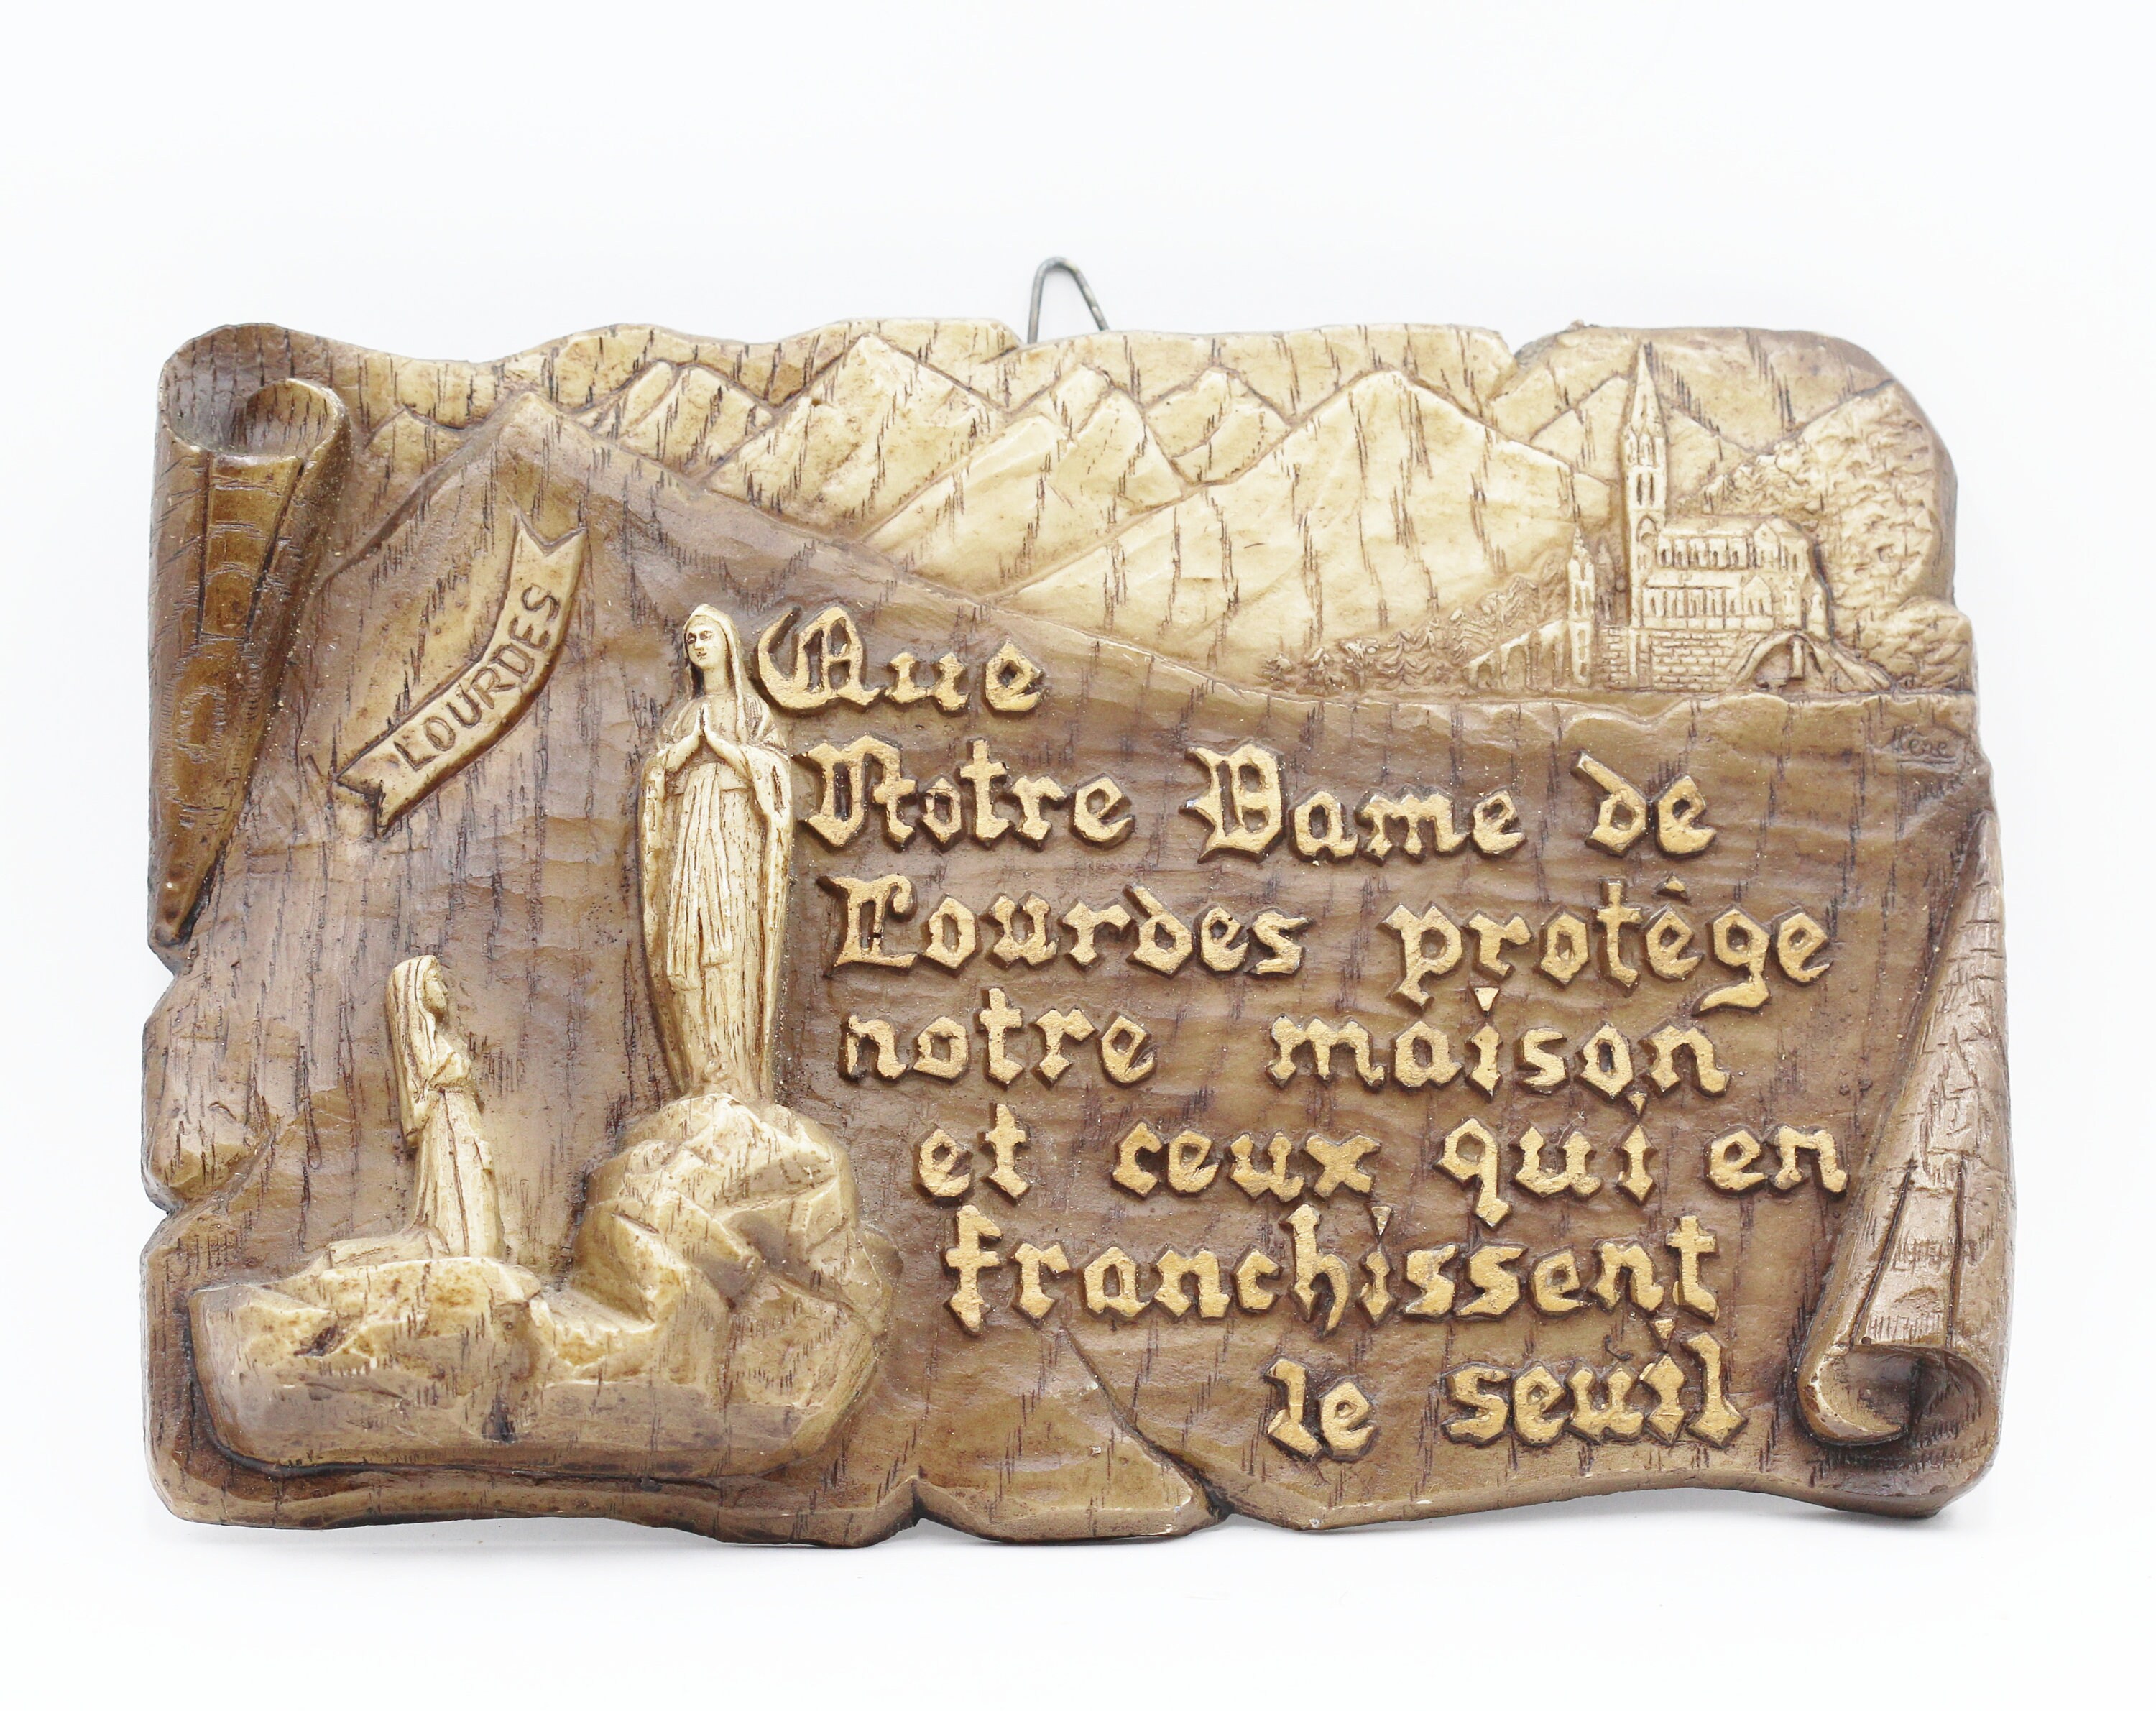 LOURDES
Que
Notre Dame de
Lourdes protège
notre maison
et ceux qui en
franchissent
le seuil